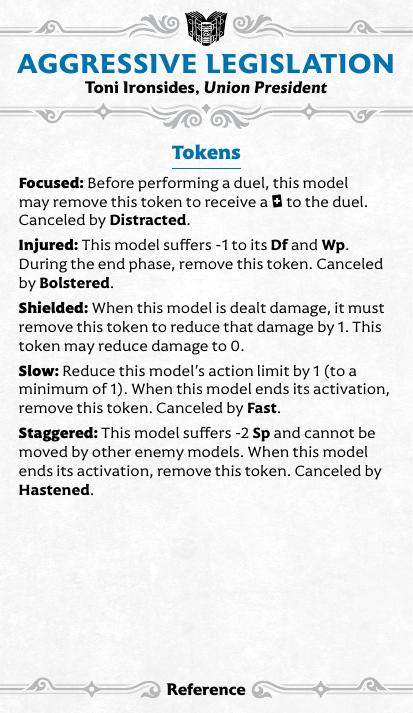 AGGRESSIVE LEGISLATION
Toni Ironsides, Union President
Tokens
Focused: Before performing a duel, this model
may remove this token to receive a + to the duel.
Canceled by Distracted.
Injured: This model suffers -1 to its Df and Wp.
During the end phase, remove this token. Canceled
by Bolstered.
Shielded: When this model is dealt damage, it must
remove this token to reduce that damage by 1. This
token may reduce damage to 0.
Slow: Reduce this model's action limit by 1 (to a
minimum of 1). When this model ends its activation,
remove this token. Canceled by Fast.
Staggered: This model suffers -2 Sp and cannot be
moved by other enemy models. When this model
ends its activation, remove this token. Canceled by
Hastened.
Reference